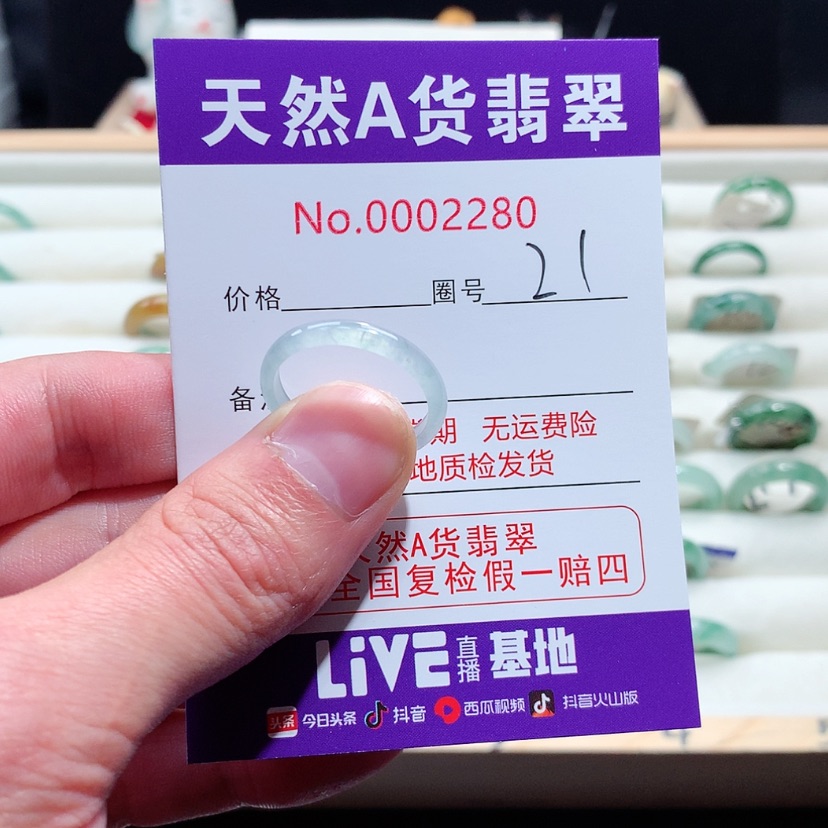 天然A货翡翠
No.0002280
价格 圈号 21
备
期 无运费险
地质检发货
然A货翡翠
全国复检假一赔四
LiVE 直播 基地
头条 今日头条 抖音 西瓜视频 抖音火山版